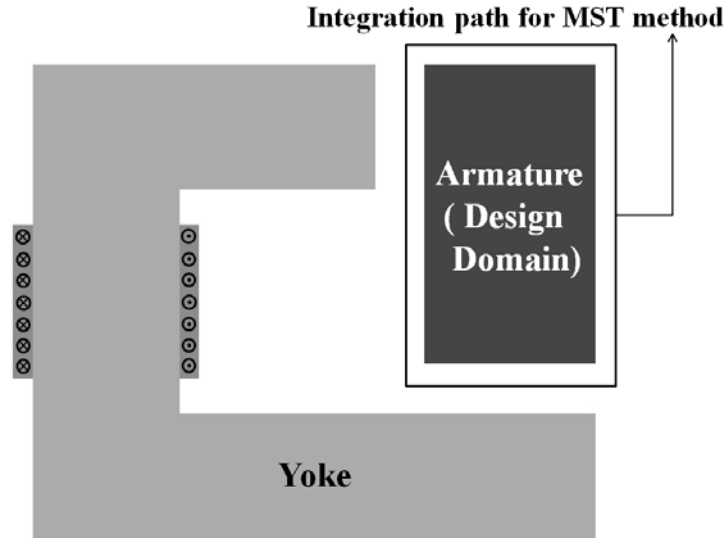 Integration path for MST method
Armature
( Design
Domain)
Yoke